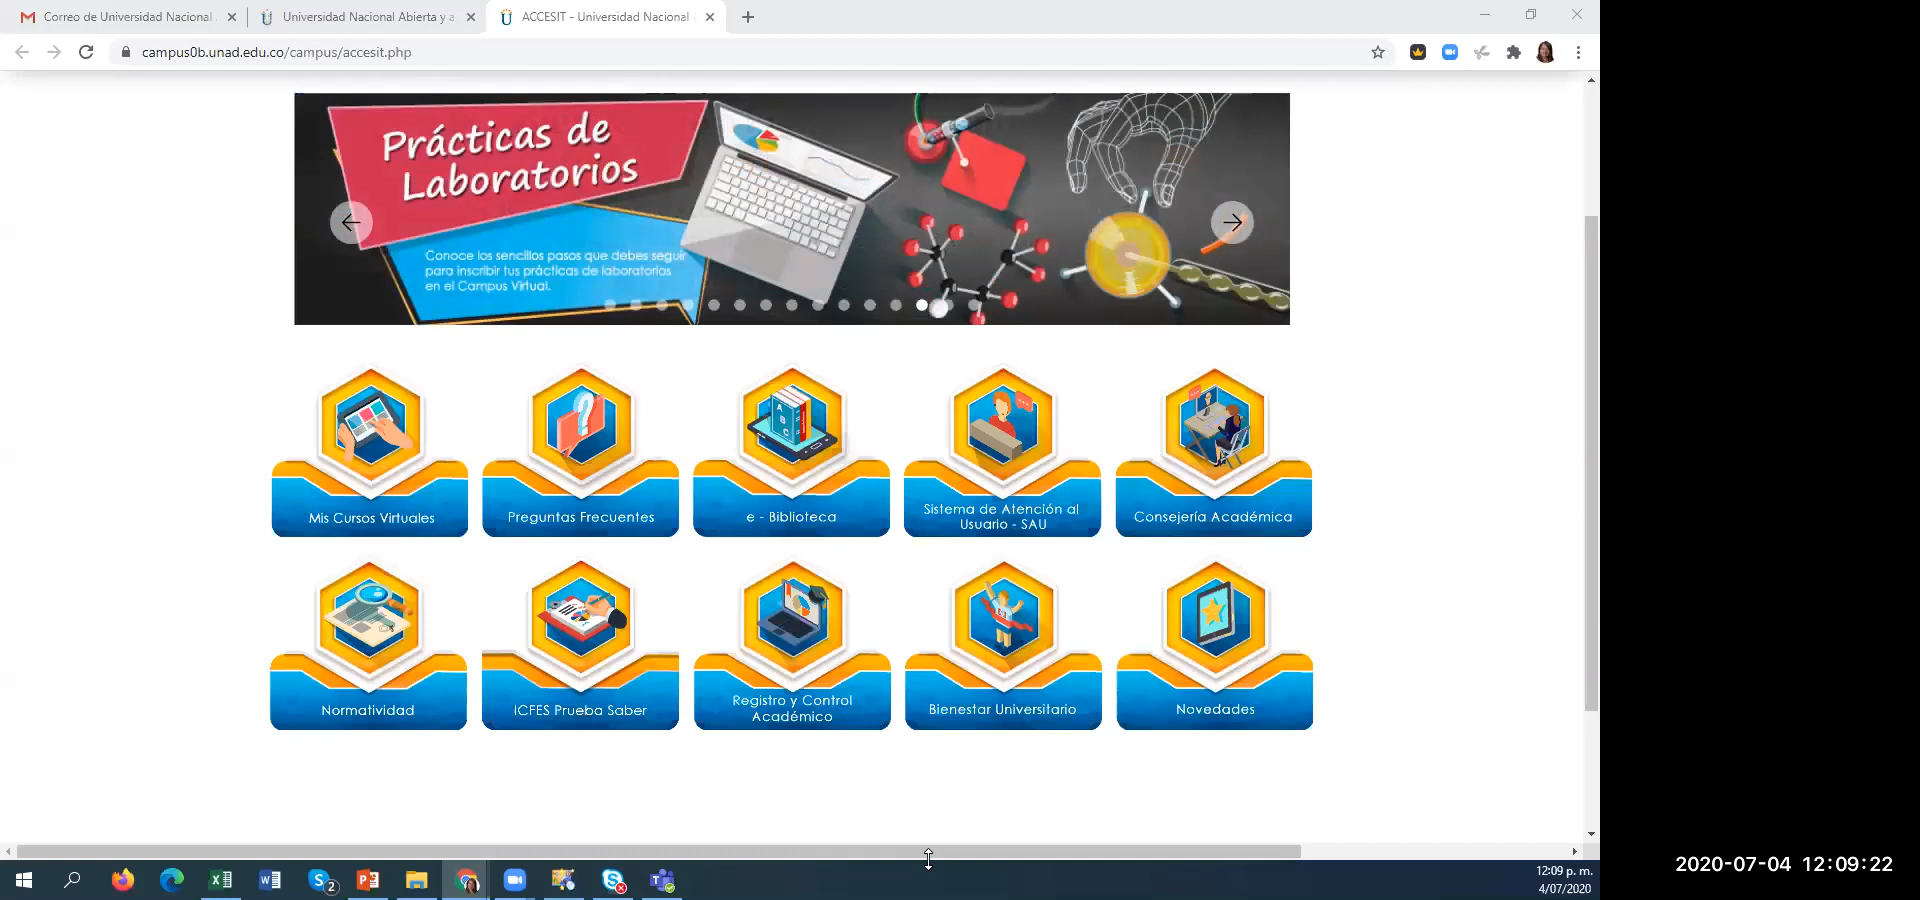 Correo de Universidad Nacional
Universidad Nacional Abierta y a
ACCESIT - Universidad Nacional
campus0b.unad.edu.co/campus/accesit.php
Prácticas de
Laboratorios
Conoce los sencillos pasos que debes seguir
para inscribir tus prácticas de laboratorios
en el Campus Virtual.
A
B
C
Mis Cursos Virtuales
Preguntas Frecuentes
e - Biblioteca
Sistema de Atención al
Usuario - SAU
Consejería Académica
Normatividad
ICFES Prueba Saber
Registro y Control
Académico
Bienestar Universitario
Novedades
2
12:09 p. m.
4/07/2020
2020-07-04 12:09:22